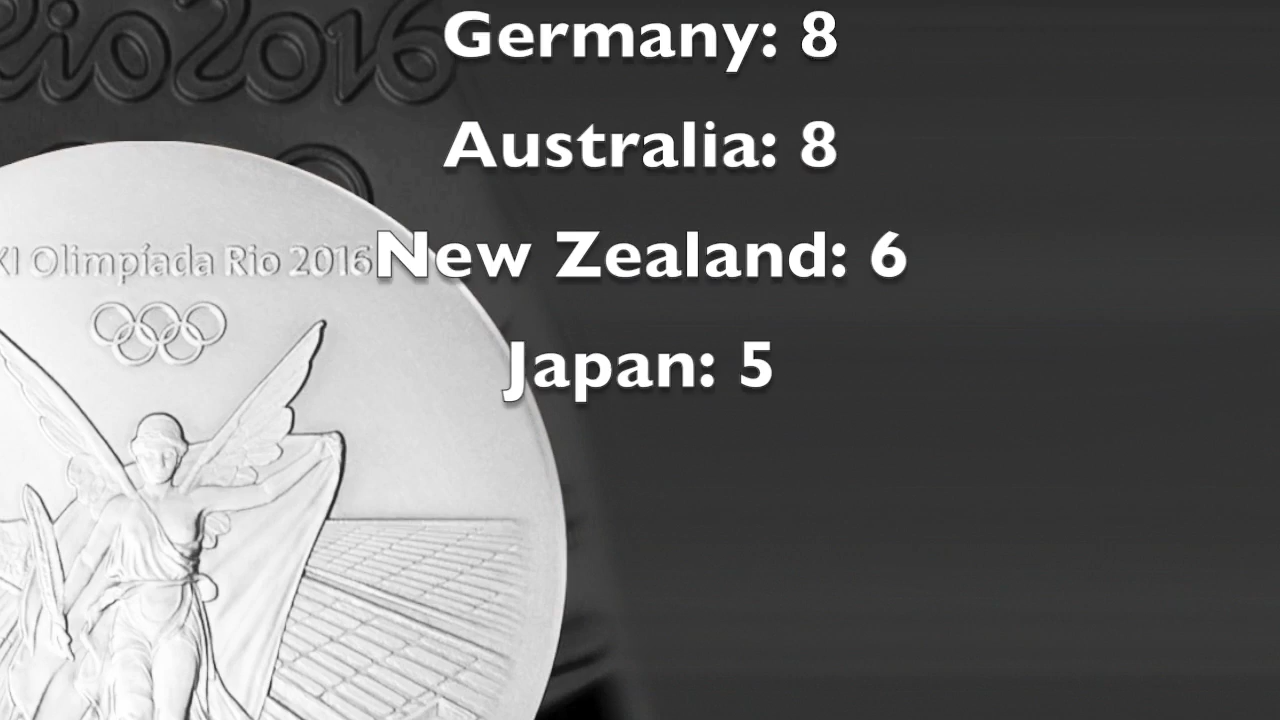 Rio2016
Germany: 8
Australia: 8
XI Olimpíada Rio 2016
New Zealand: 6
Japan: 5